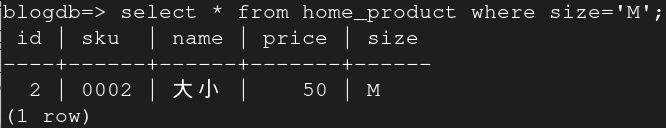 blogdb=> select * from home_product where size='M';
 id | sku  | name | price | size
----+------+------+-------+------
  2 | 0002 | 大小 |    50 | M
(1 row)